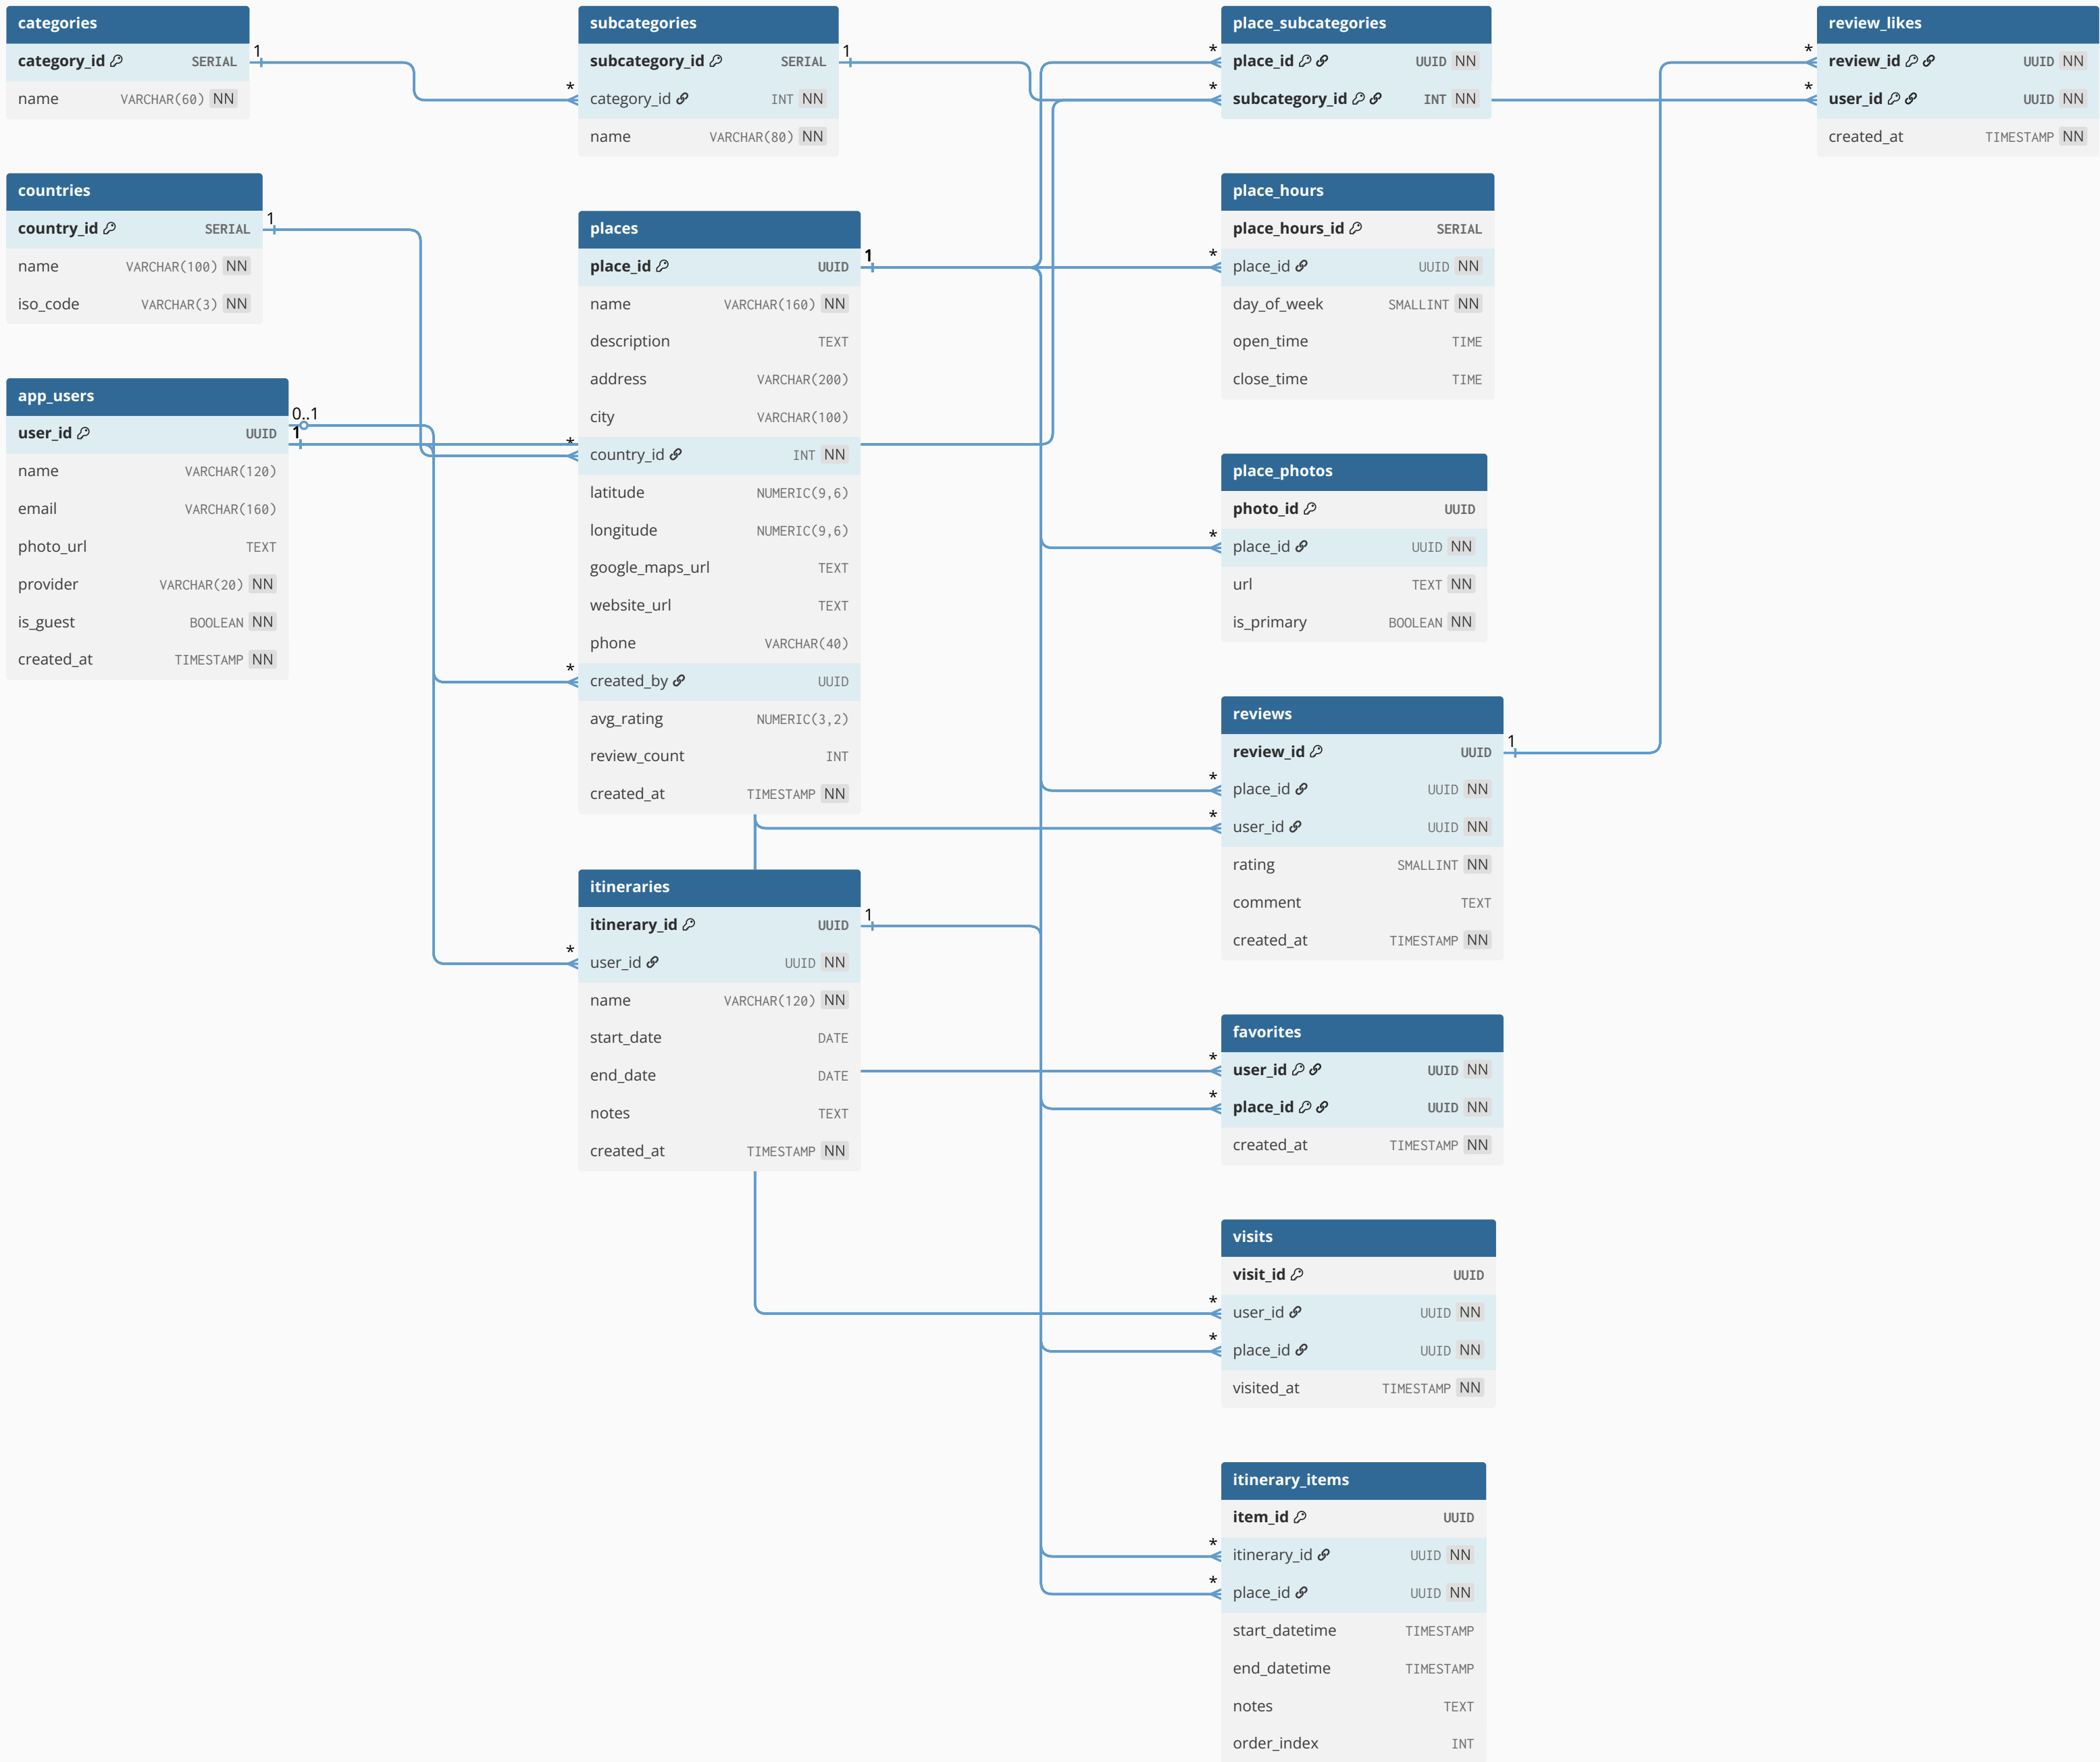 categories
category_id SERIAL
name VARCHAR(60) NN
countries
country_id SERIAL
name VARCHAR(100) NN
iso_code VARCHAR(3) NN
app_users
user_id UUID
name VARCHAR(120)
email VARCHAR(160)
photo_url TEXT
provider VARCHAR(20) NN
is_guest BOOLEAN NN
created_at TIMESTAMP NN
1
*
1
0..1
1
*
*
*
subcategories
subcategory_id SERIAL
category_id INT NN
name VARCHAR(80) NN
places
place_id UUID
name VARCHAR(160) NN
description TEXT
address VARCHAR(200)
city VARCHAR(100)
country_id INT NN
latitude NUMERIC(9,6)
longitude NUMERIC(9,6)
google_maps_url TEXT
website_url TEXT
phone VARCHAR(40)
created_by UUID
avg_rating NUMERIC(3,2)
review_count INT
created_at TIMESTAMP NN
itineraries
itinerary_id UUID
user_id UUID NN
name VARCHAR(120) NN
start_date DATE
end_date DATE
notes TEXT
created_at TIMESTAMP NN
1
1
1
*
*
*
*
*
*
*
*
*
*
*
*
place_subcategories
place_id UUID NN
subcategory_id INT NN
place_hours
place_hours_id SERIAL
place_id UUID NN
day_of_week SMALLINT NN
open_time TIME
close_time TIME
place_photos
photo_id UUID
place_id UUID NN
url TEXT NN
is_primary BOOLEAN NN
reviews
review_id UUID
place_id UUID NN
user_id UUID NN
rating SMALLINT NN
comment TEXT
created_at TIMESTAMP NN
favorites
user_id UUID NN
place_id UUID NN
created_at TIMESTAMP NN
visits
visit_id UUID
user_id UUID NN
place_id UUID NN
visited_at TIMESTAMP NN
itinerary_items
item_id UUID
itinerary_id UUID NN
place_id UUID NN
start_datetime TIMESTAMP
end_datetime TIMESTAMP
notes TEXT
order_index INT
1
*
*
review_likes
review_id UUID NN
user_id UUID NN
created_at TIMESTAMP NN